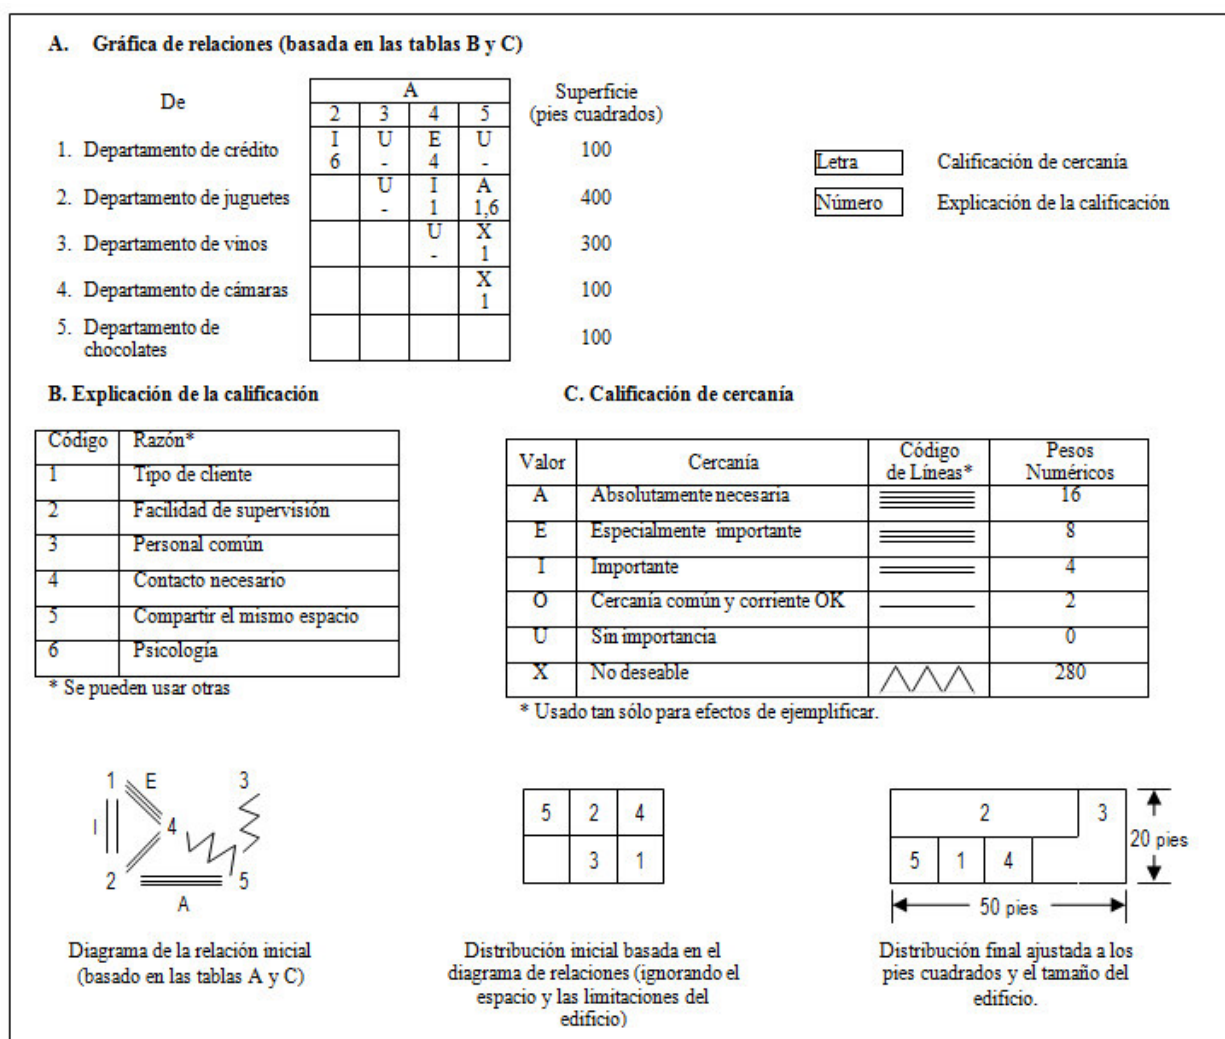 A. Gráfica de relaciones (basada en las tablas B y C)
De
A
Superficie
(pies cuadrados)
2 3 4 5
1. Departamento de crédito
I U E U
6 - 4 -
100
2. Departamento de juguetes
U I A
- 1 1,6
400
3. Departamento de vinos
U X
- 1
300
4. Departamento de cámaras
X
1
100
5. Departamento de
chocolates
100
Letra Calificación de cercanía
Número Explicación de la calificación
B. Explicación de la calificación
Código Razón*
1 Tipo de cliente
2 Facilidad de supervisión
3 Personal común
4 Contacto necesario
5 Compartir el mismo espacio
6 Psicología
* Se pueden usar otras
C. Calificación de cercanía
Valor Cercanía Código
de Líneas* Pesos
Numéricos
A Absolutamente necesaria 16
E Especialmente importante 8
I Importante 4
O Cercanía común y corriente OK 2
U Sin importancia 0
X No deseable 280
* Usado tan sólo para efectos de ejemplificar.
1 E 3
I 4
2 5
A
Diagrama de la relación inicial
(basado en las tablas A y C)
5 2 4
3 1
Distribución inicial basada en el
diagrama de relaciones (ignorando el
espacio y las limitaciones del
edificio)
2 3
20 pies
5 1 4
50 pies
Distribución final ajustada a los
pies cuadrados y el tamaño del
edificio.